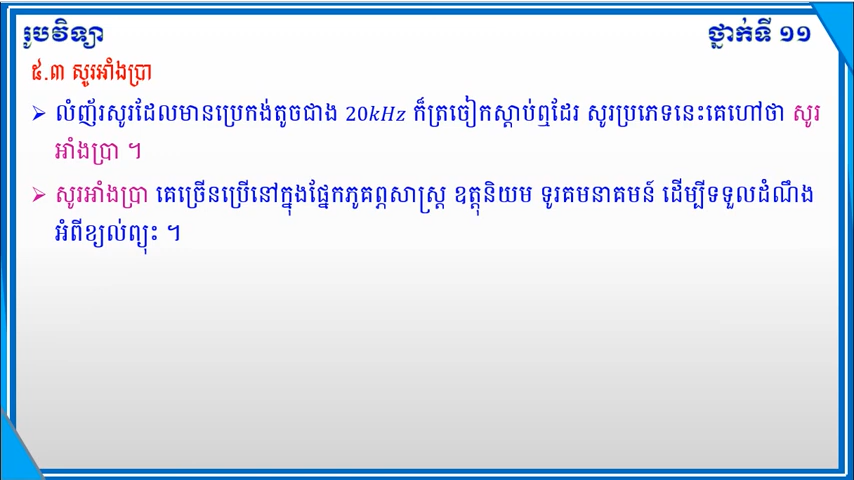 រូបវិទ្យា
ថ្នាក់ទី ១១
៥.៣ សូរអាំងប្រា
លំញ័រសូរដែលមានប្រេកង់តូចជាង 20kHz ក៏ត្រចៀកស្តាប់ឮដែរ សូរប្រភេទនេះគេហៅថា សូរ
អាំងប្រា ។
សូរអាំងប្រា គេច្រើនប្រើនៅក្នុងផ្នែកភូគព្ភសាស្ត្រ ឧត្តុនិយម ទូរគមនាគមន៍ ដើម្បីទទួលដំណឹង
អំពីខ្យល់ព្យុះ ។